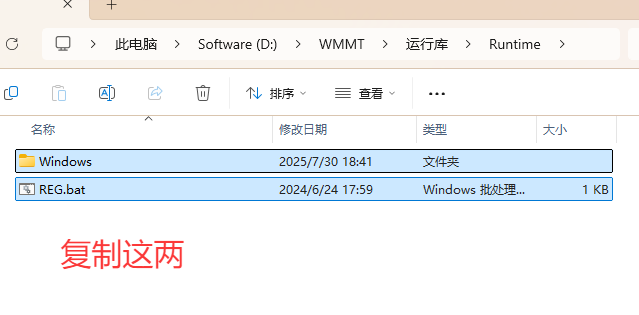 此电脑 > Software (D:) > WMMT > 运行库 > Runtime >
排序 查看
名称 修改日期 类型 大小
Windows 2025/7/30 18:41 文件夹
REG.bat 2024/6/24 17:59 Windows 批处理... 1 KB
复制这两